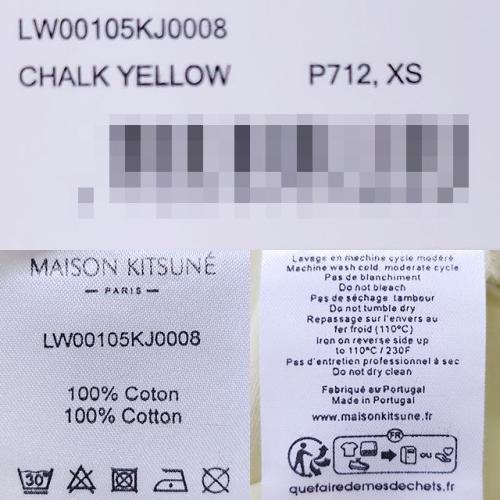 LW00105KJ0008
CHALK YELLOW P712, XS
MAISON KITSUNÉ
PARIS
LW00105KJ0008
100% Coton
100% Cotton
30
Lavage en machine cycle modéré
Machine wash cold, moderate cycle
Pas de blanchiment
Do not bleach
Pas de séchage tambour
Do not tumble dry
Repassage sur l'envers au
fer froid (110°C)
Iron on reverse side up
to 110°C / 230F
Pas d'entretien professionnel à sec
Do not dry clean
Fabriqué au Portugal
Made in Portugal
www.maisonkitsune.fr
FR
OU
quefairedemesdechets.fr